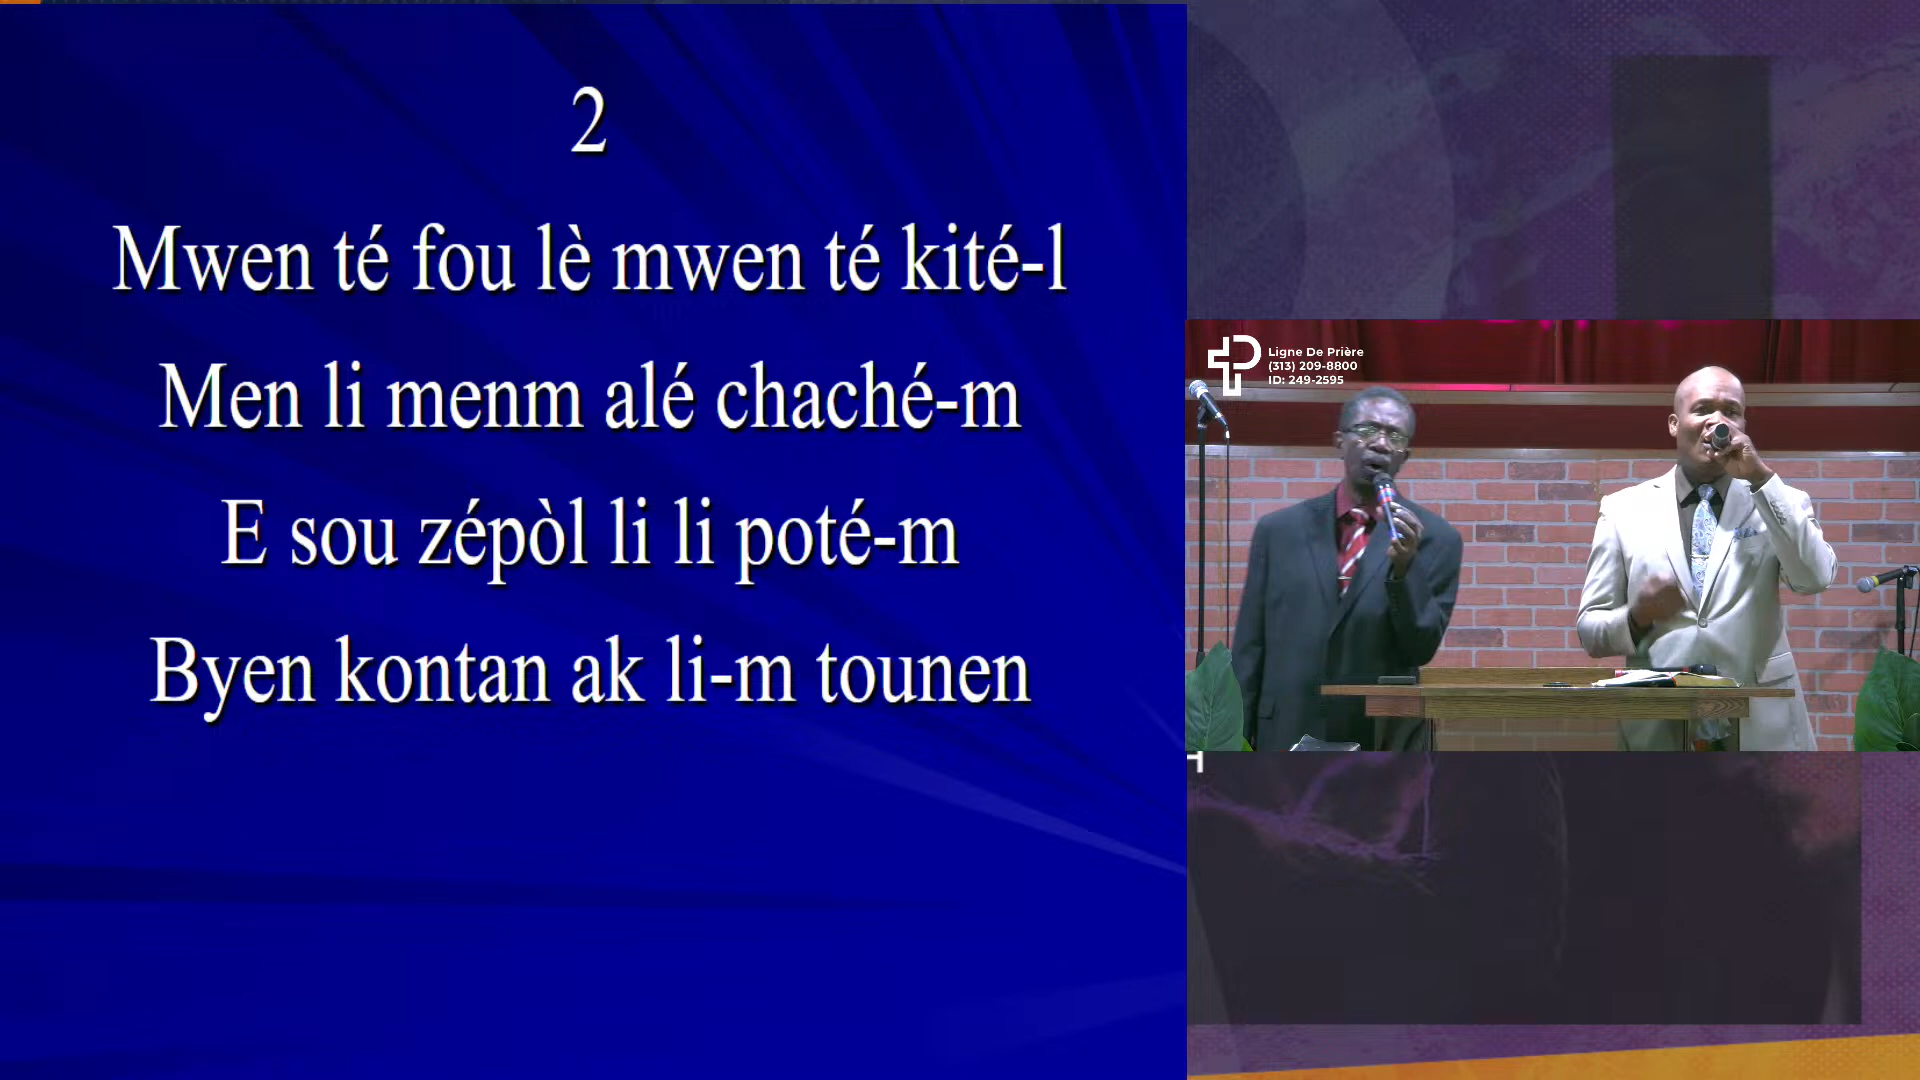 2
Mwen té fou lè mwen té kité-l
Men li menm alé chaché-m
E sou zépòl li li poté-m
Byen kontan ak li-m tounen
Ligne De Prière
(313) 209-8800
ID: 249-2595
H